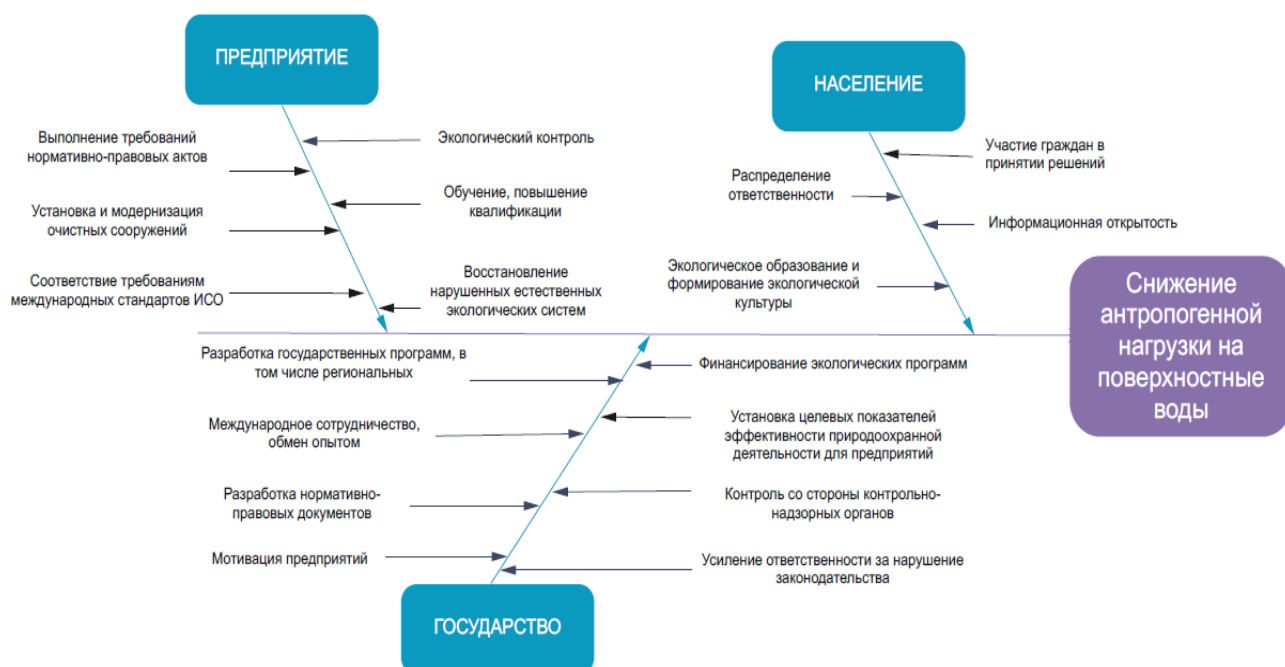 ПРЕДПРИЯТИЕ
Выполнение требований
нормативно-правовых актов
Экологический контроль
Установка и модернизация
очистных сооружений
Обучение, повышение
квалификации
Соответствие требованиям
международных стандартов ИСО
Восстановление
нарушенных естественных
экологических систем
НАСЕЛЕНИЕ
Участие граждан в
принятии решений
Распределение
ответственности
Информационная открытость
Экологическое образование и
формирование экологической
культуры
Снижение
антропогенной
нагрузки на
поверхностные
воды
Разработка государственных программ, в
том числе региональных
Финансирование экологических программ
Международное сотрудничество,
обмен опытом
Установка целевых показателей
эффективности природоохранной
деятельности для предприятий
Разработка нормативно-
правовых документов
Контроль со стороны контрольно-
надзорных органов
Мотивация предприятий
Усиление ответственности за нарушение
законодательства
ГОСУДАРСТВО